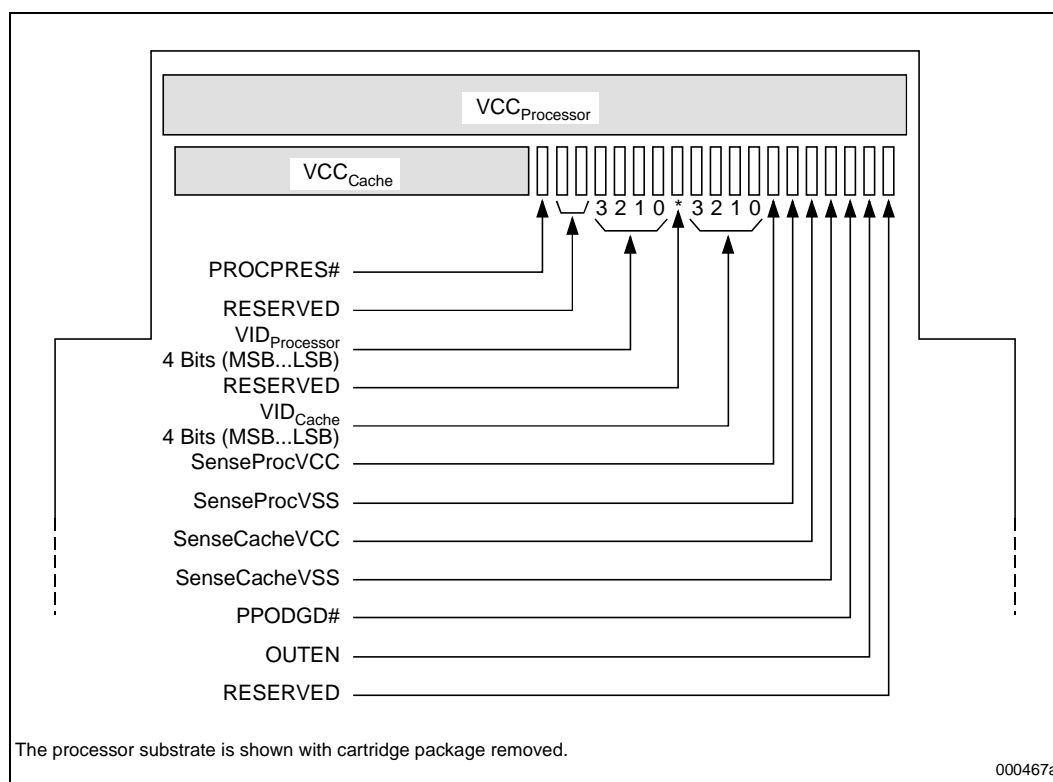 VCCProcessor
VCCCache
3 2 1 0 * 3 2 1 0
PROCPRES#
RESERVED
VIDProcessor
4 Bits (MSB...LSB)
RESERVED
VIDCache
4 Bits (MSB...LSB)
SenseProcVCC
SenseProcVSS
SenseCacheVCC
SenseCacheVSS
PPODGD#
OUTEN
RESERVED
The processor substrate is shown with cartridge package removed.
000467a